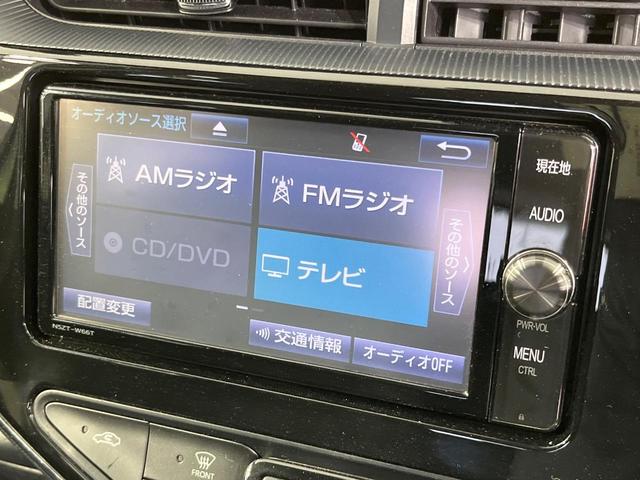 オーディオソース選択
現在地
AMラジオ
FMラジオ
その他のソース
その他のソース
AUDIO
CD/DVD
テレビ
配置変更
PWR•VOL
NSZT-W66T
交通情報
オーディオOFF
MENU
CTRL
FRONT